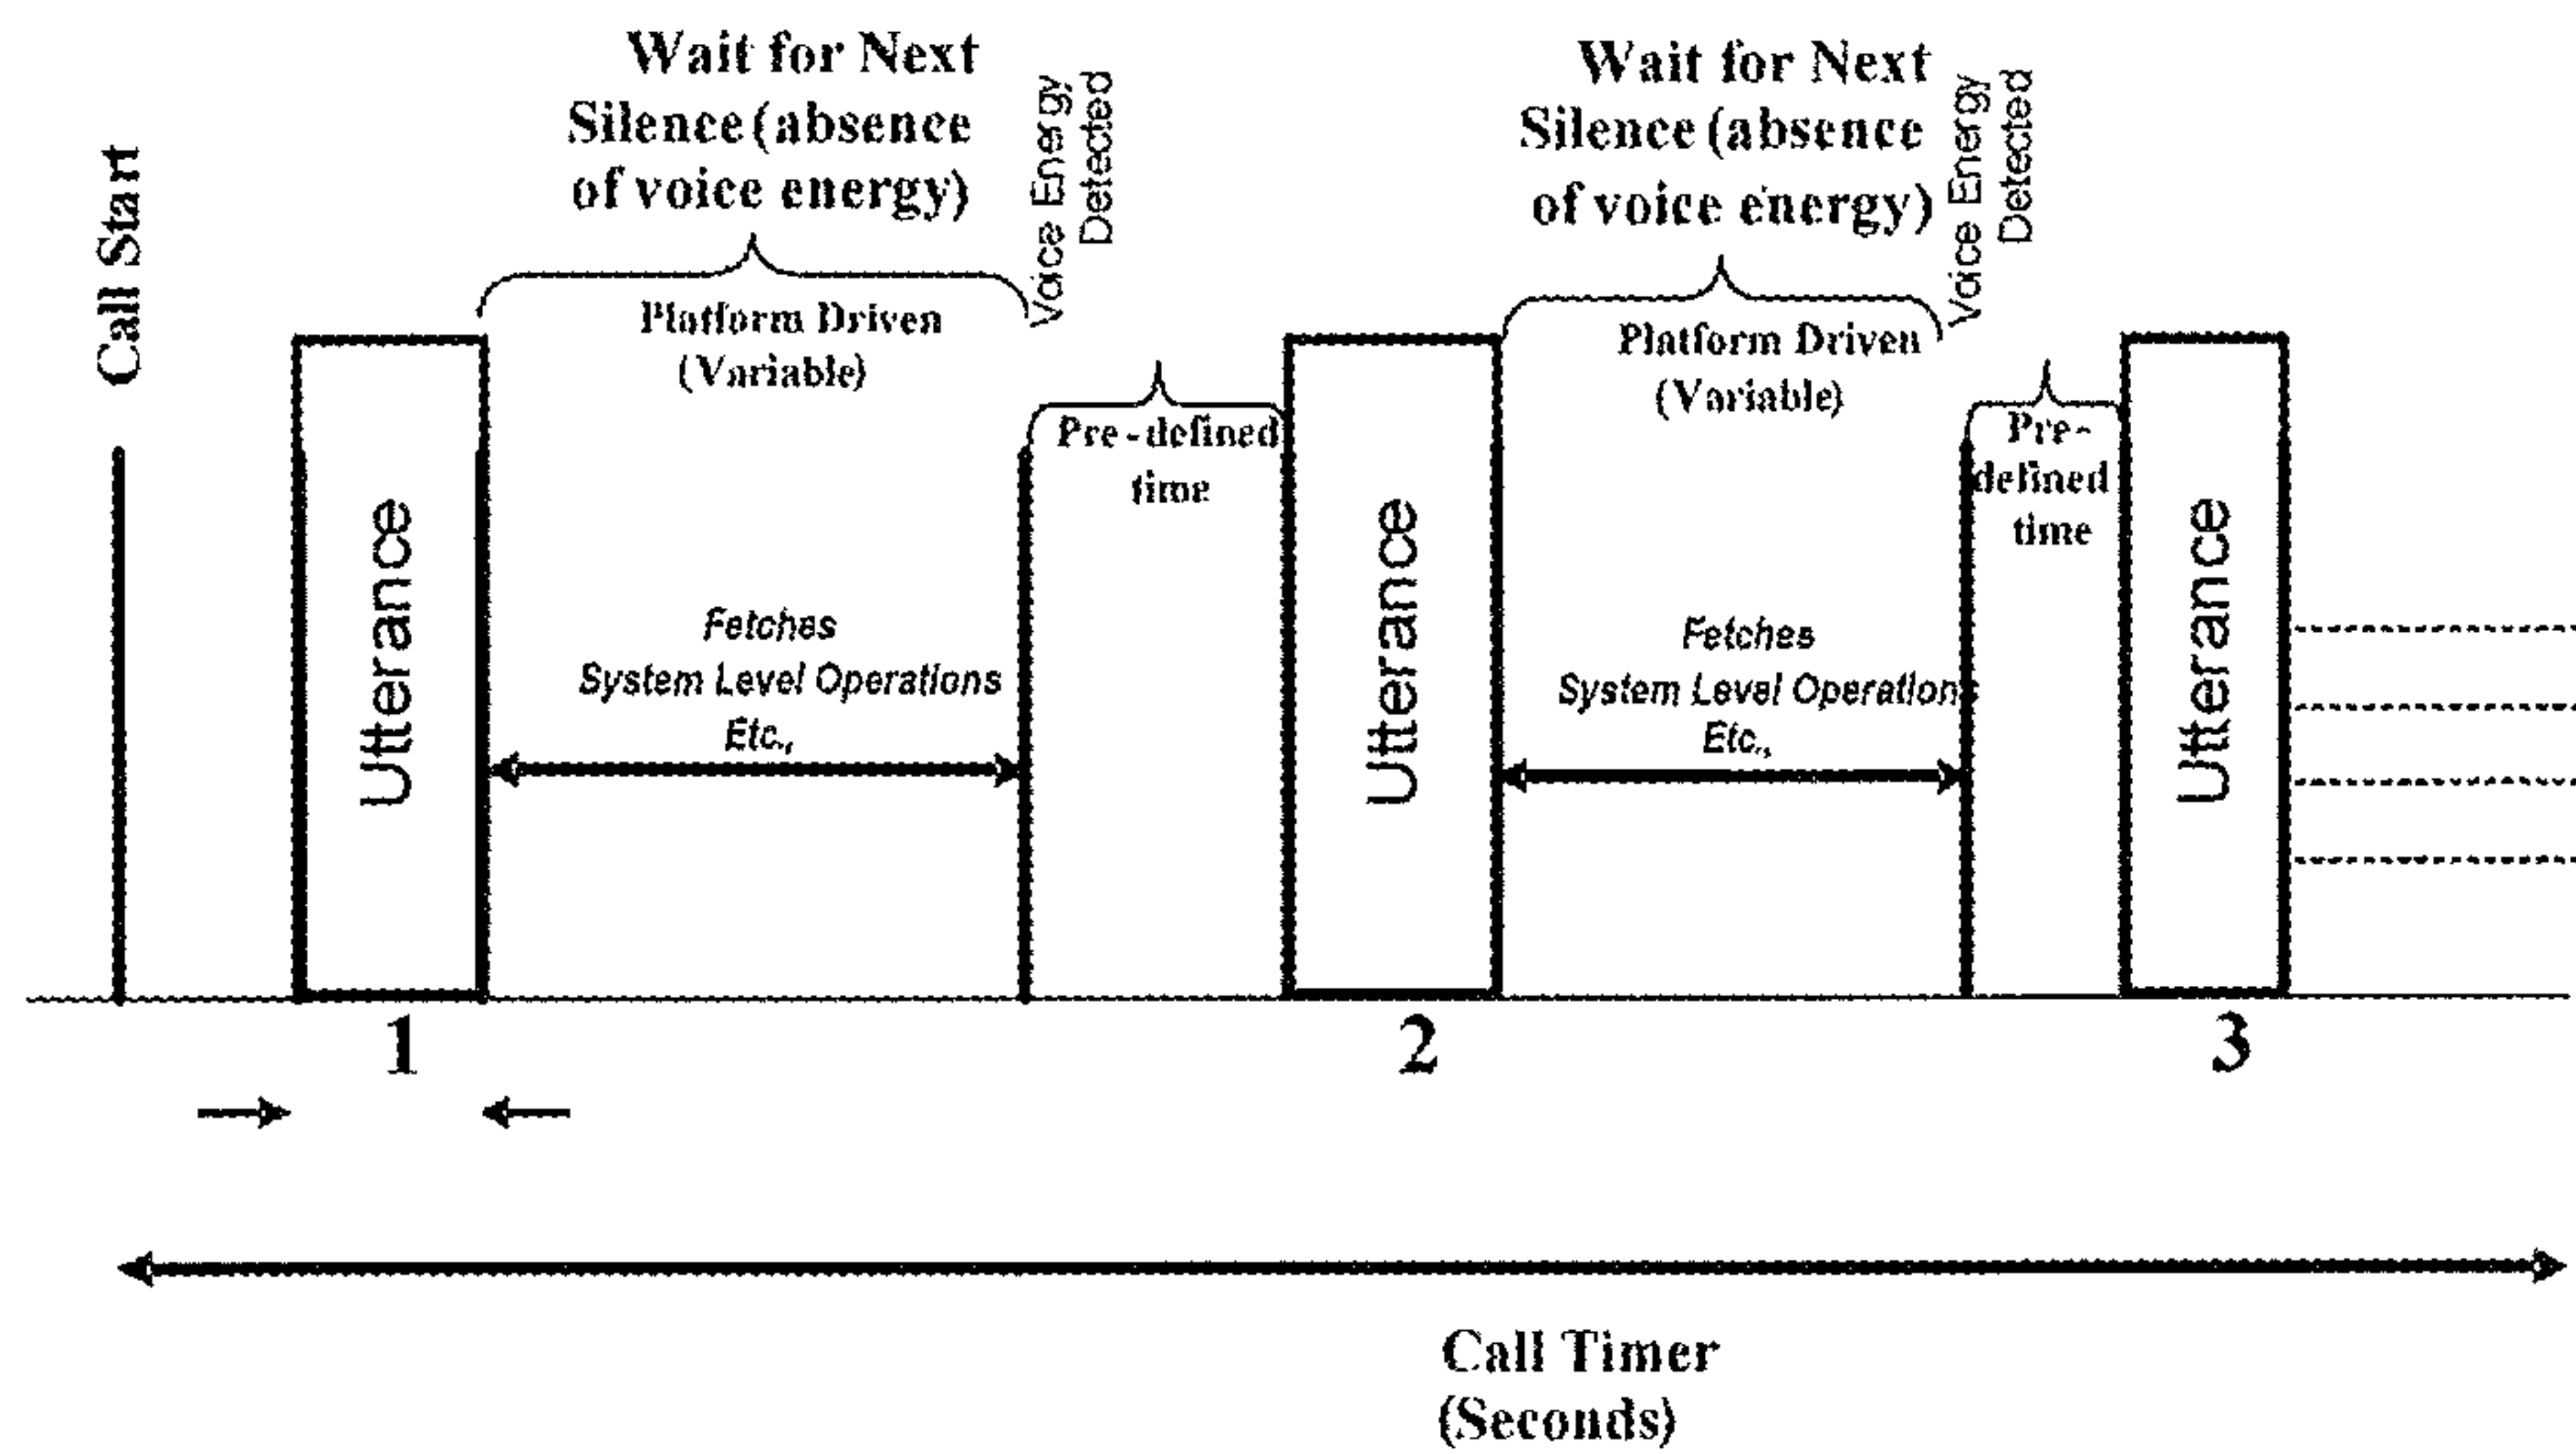 Call Start
Wait for Next
Silence (absence
of voice energy)
Platform Driven
(Variable)
Voice Energy
Detected
Pre-defined
time
Wait for Next
Silence (absence
of voice energy)
Platform Driven
(Variable)
Voice Energy
Detected
Pre-
defined
time
Utterance
Fetches
System Level Operations
Etc.,
Utterance
Fetches
System Level Operations
Etc.,
Utterance
1
2
3
Call Timer
(Seconds)